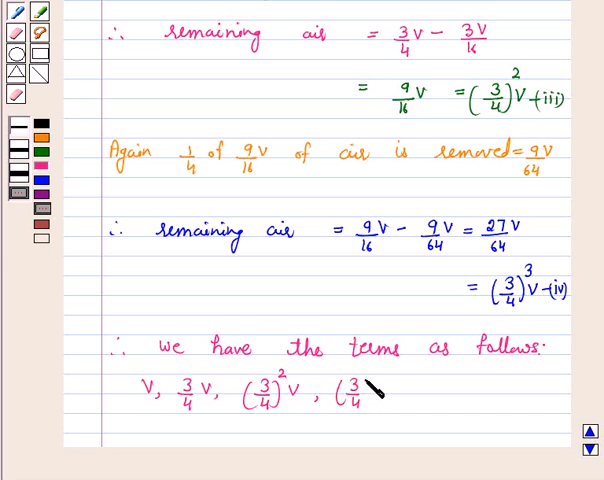 ∴ remaining air = 3/4 V − 3V/16
= 9/16 V = (3/4)² V -(iii)
Again 1/4 of 9V/16 of air is removed = 9V/64
∴ remaining air = 9V/16 − 9V/64 = 27V/64
= (3/4)³ V -(iv)
∴ we have the terms as follows:
V, 3/4 V, (3/4)² V, (3/4